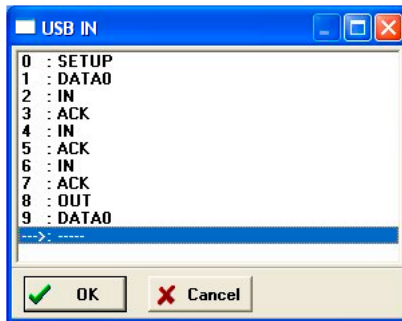 USB IN
0 : SETUP
1 : DATA0
2 : IN
3 : ACK
4 : IN
5 : ACK
6 : IN
7 : ACK
8 : OUT
9 : DATA0
--->: -----
OK
Cancel